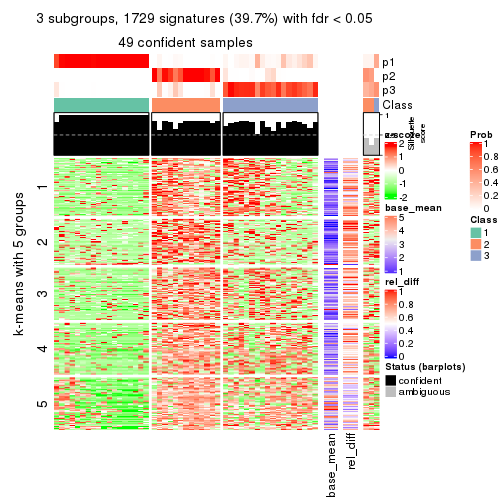 3 subgroups, 1729 signatures (39.7%) with fdr < 0.05
49 confident samples
p1
p2
p3
Class
1
Silhouette
score
z-score
2
1
0
-1
-2
Prob
1
0.8
0.6
0.4
0.2
0
base_mean
5
4
3
2
1
Class
1
2
3
rel_diff
1
0.8
0.6
0.4
0.2
0
Status (barplots)
confident
ambiguous
k-means with 5 groups
1
2
3
4
5
base_mean
rel_diff